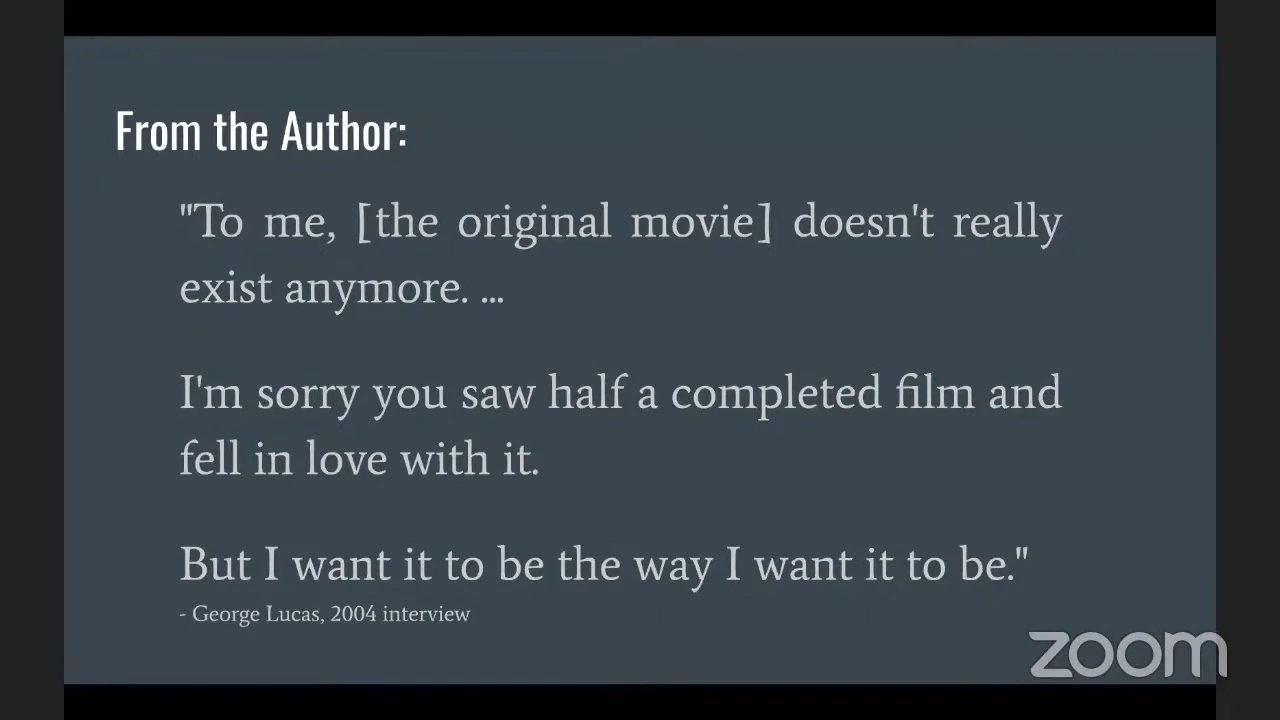 From the Author:
"To me, [the original movie] doesn't really
exist anymore. ...
I'm sorry you saw half a completed film and
fell in love with it.
But I want it to be the way I want it to be."
- George Lucas, 2004 interview
zoom